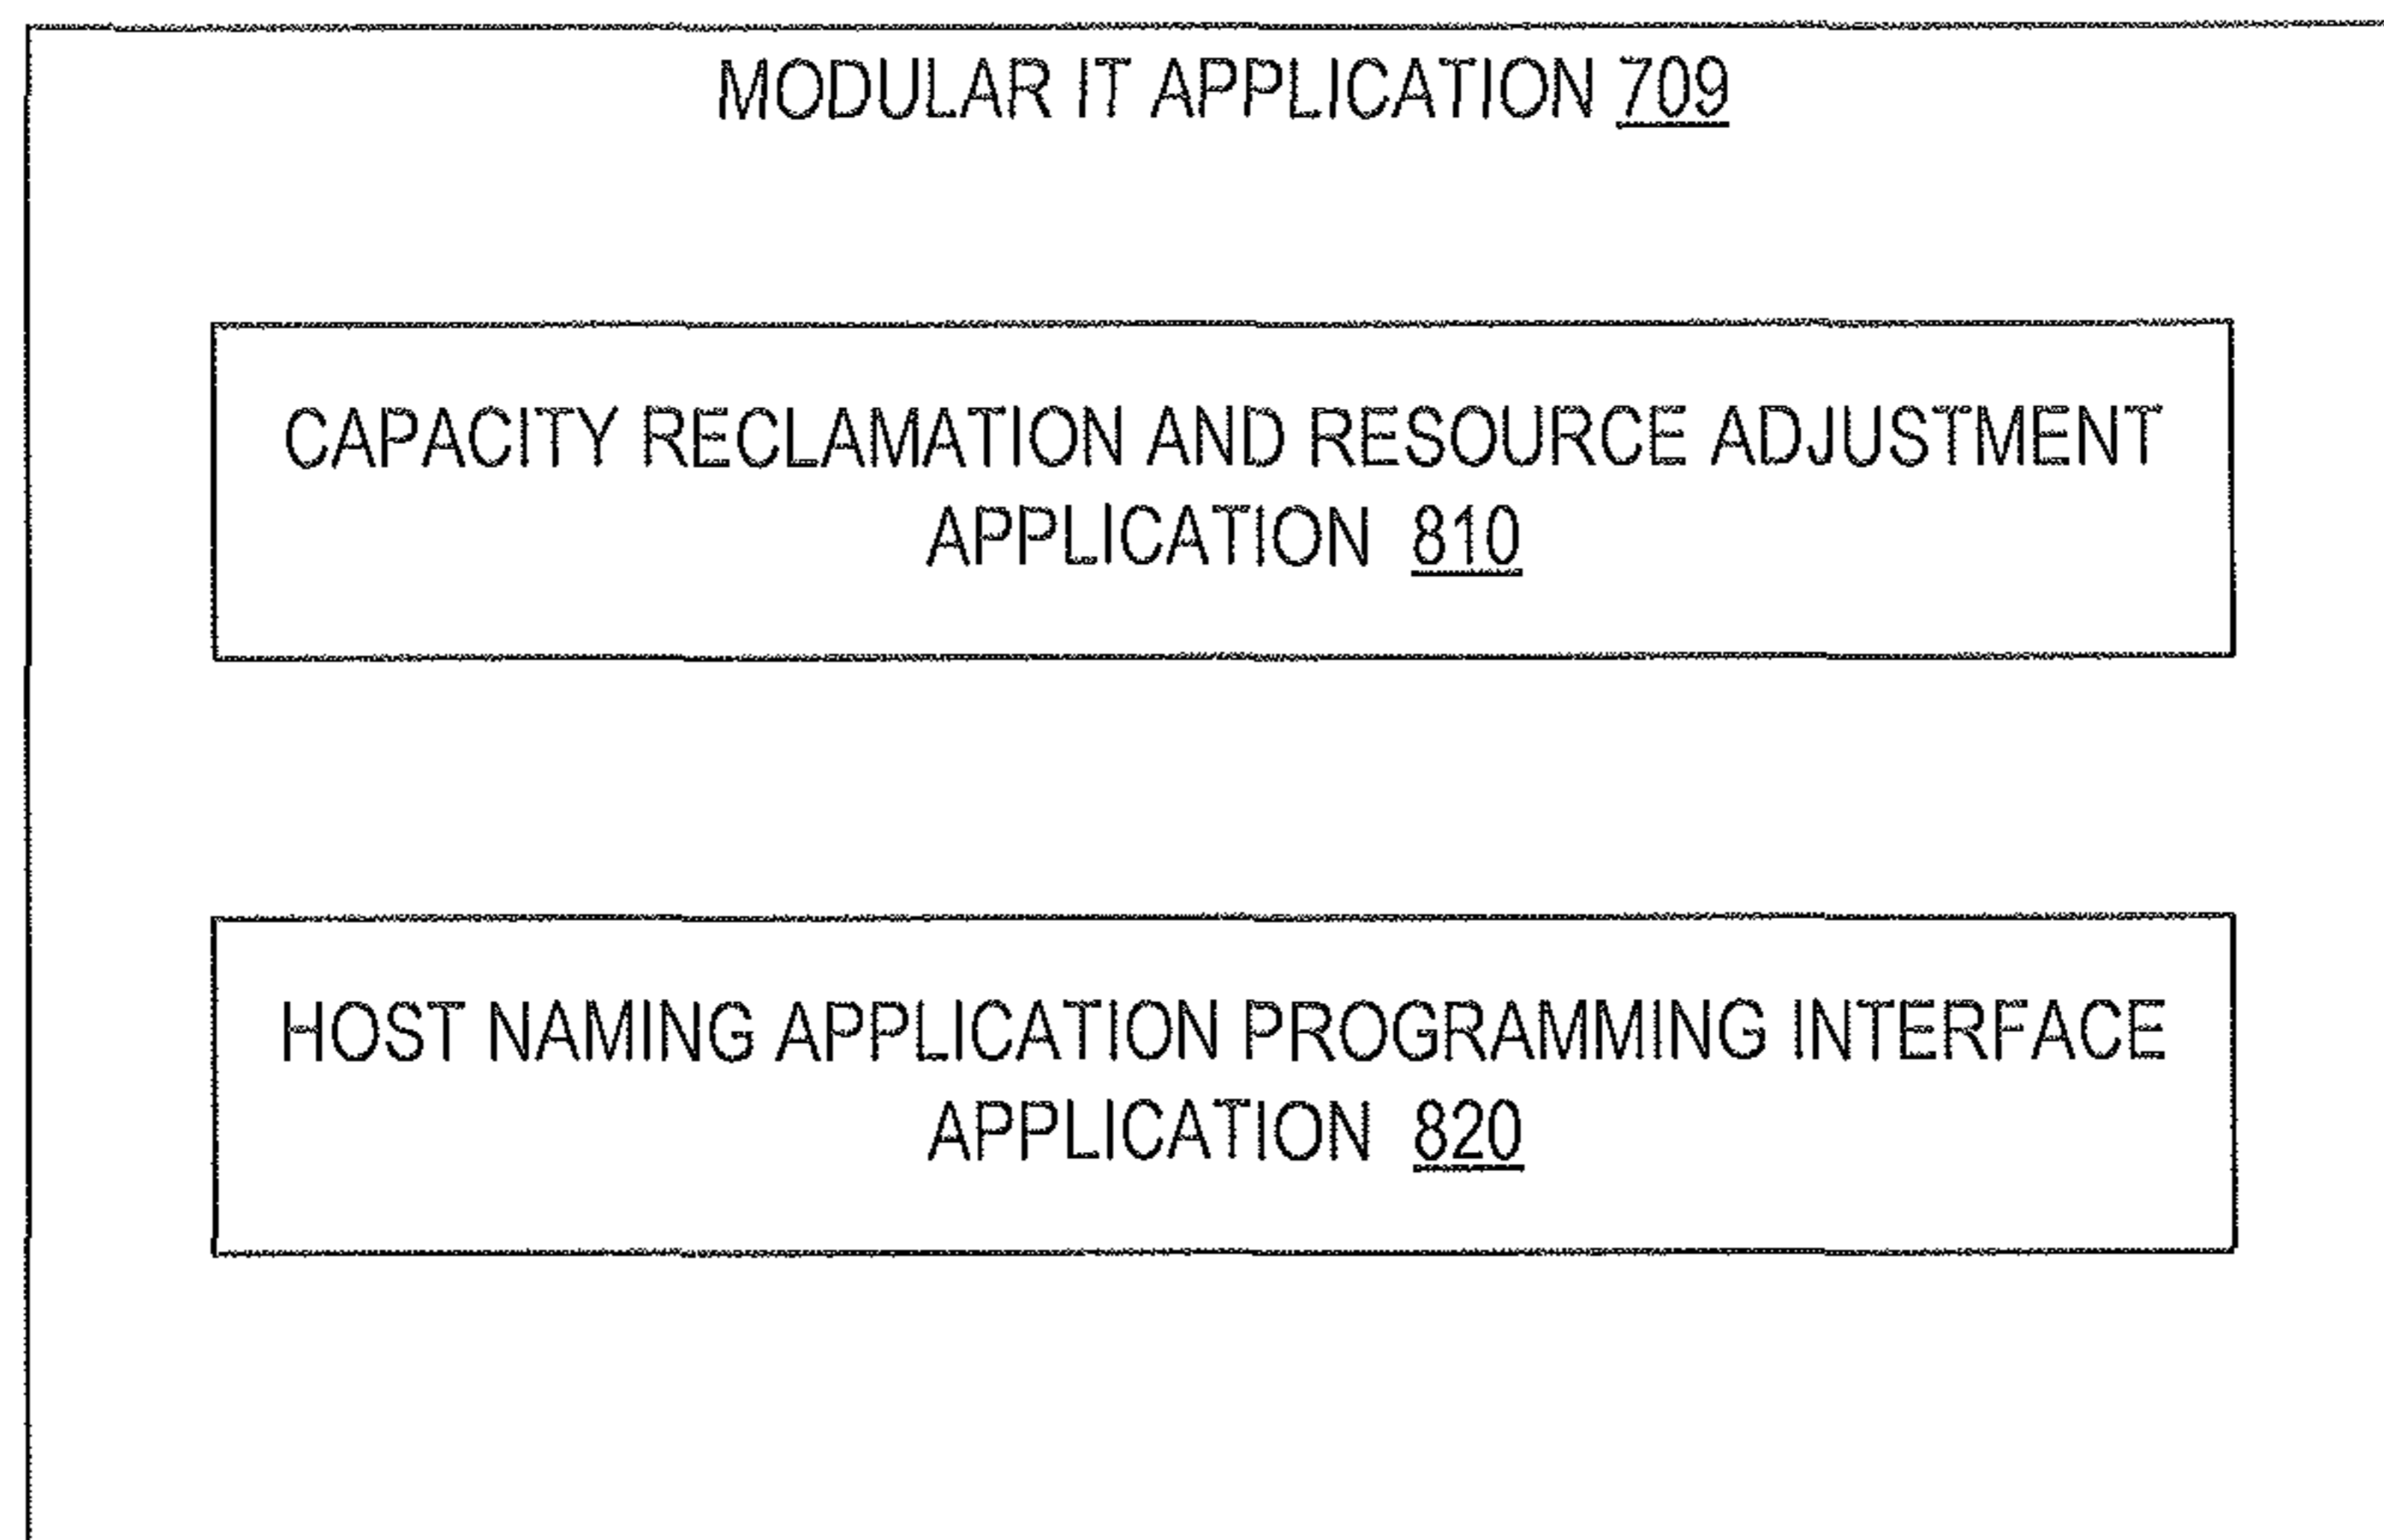 MODULAR IT APPLICATION 709
CAPACITY RECLAMATION AND RESOURCE ADJUSTMENT
APPLICATION 810
HOST NAMING APPLICATION PROGRAMMING INTERFACE
APPLICATION 820